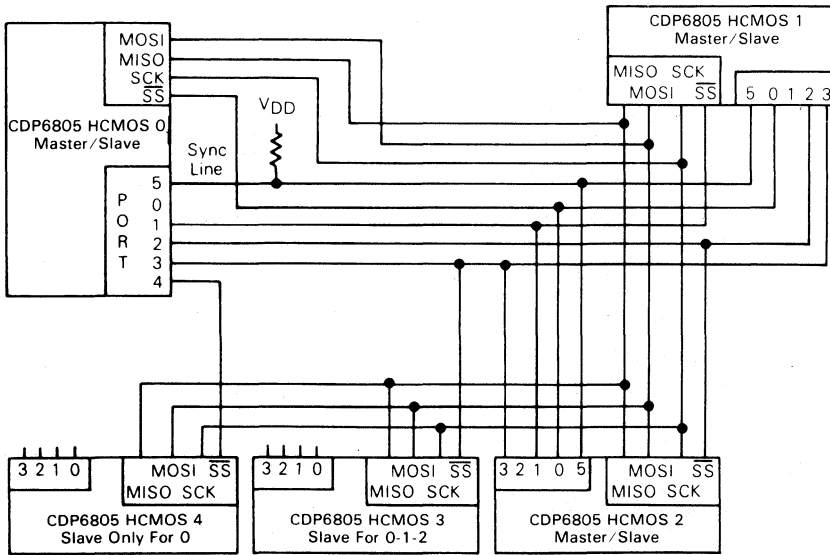 MOSI
MISO
SCK
SS
CDP6805 HCMOS 0
Master/Slave
PORT
5
0
1
2
3
4
Sync
Line
VDD
CDP6805 HCMOS 1
Master/Slave
MISO SCK
MOSI SS
5 0 1 2 3
3 2 1 0
MOSI SS
MISO SCK
CDP6805 HCMOS 4
Slave Only For 0
3 2 1 0
MOSI SS
MISO SCK
CDP6805 HCMOS 3
Slave For 0-1-2
3 2 1 0 5
MOSI SS
MISO SCK
CDP6805 HCMOS 2
Master/Slave